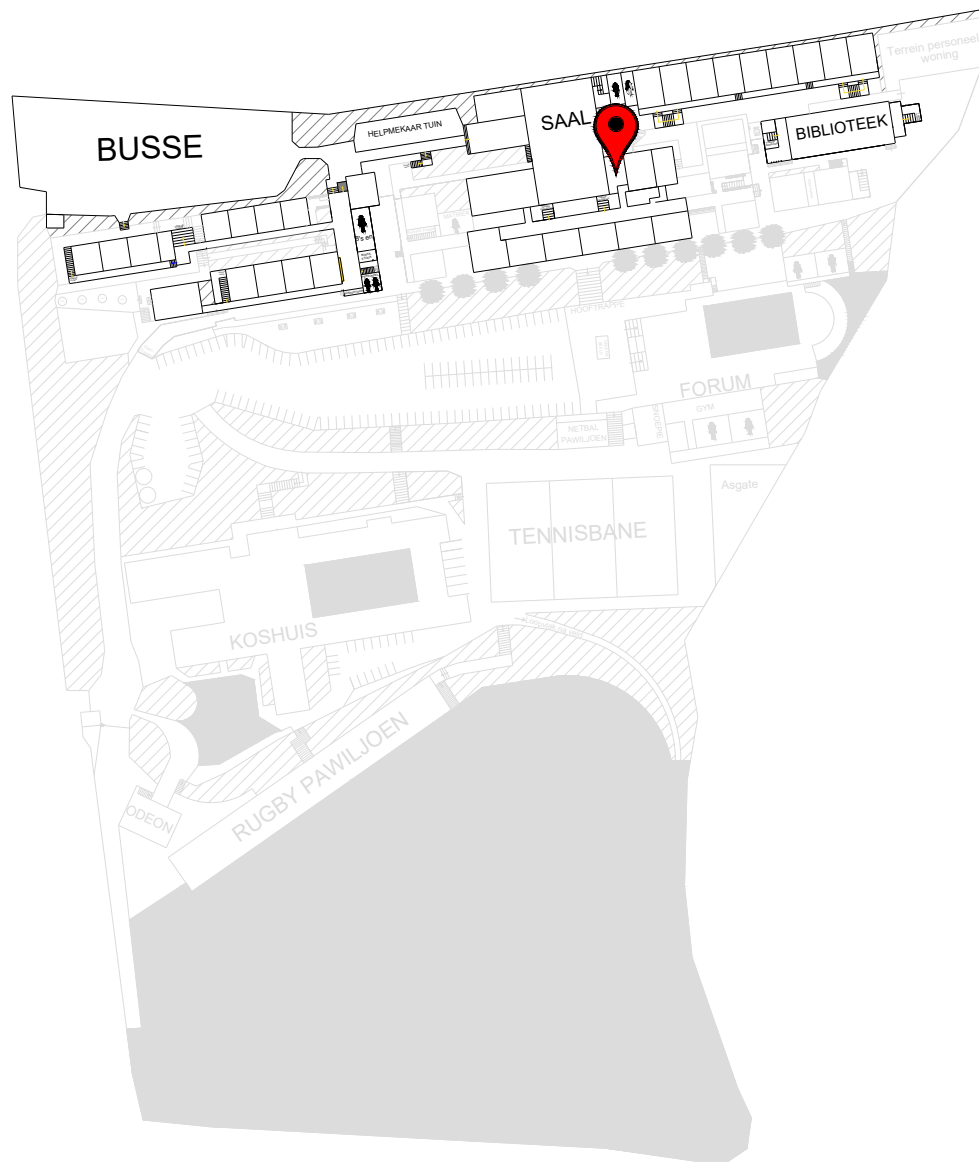 Terrein personeel
woning
BUSSE
HELPMEKAAR TUIN
SAAL
BIBLIOTEEK
HOOFTRAPPE
FORUM
GYM
NETBAL
PAWILJOEN
Asgate
TENNISBANE
KOSHUIS
RUGBY PAWILJOEN
ODEON